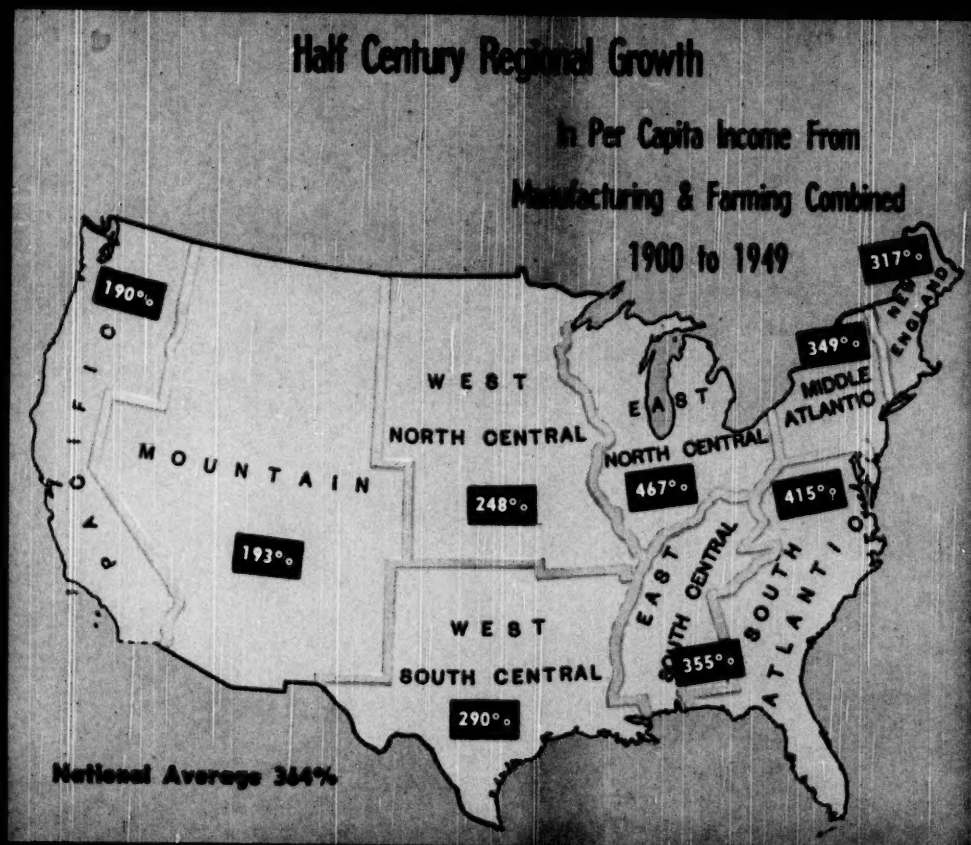 Half Century Regional Growth
In Per Capita Income From
Manufacturing & Farming Combined
1900 to 1949
317%
NEW
ENGLAND
190%
PACIFIC
349%
MIDDLE
ATLANTIC
WEST
NORTH CENTRAL
248%
EAST
NORTH CENTRAL
467%
MOUNTAIN
193%
415%
SOUTH
ATLANTIC
EAST
SOUTH CENTRAL
355%
WEST
SOUTH CENTRAL
290%
National Average 364%